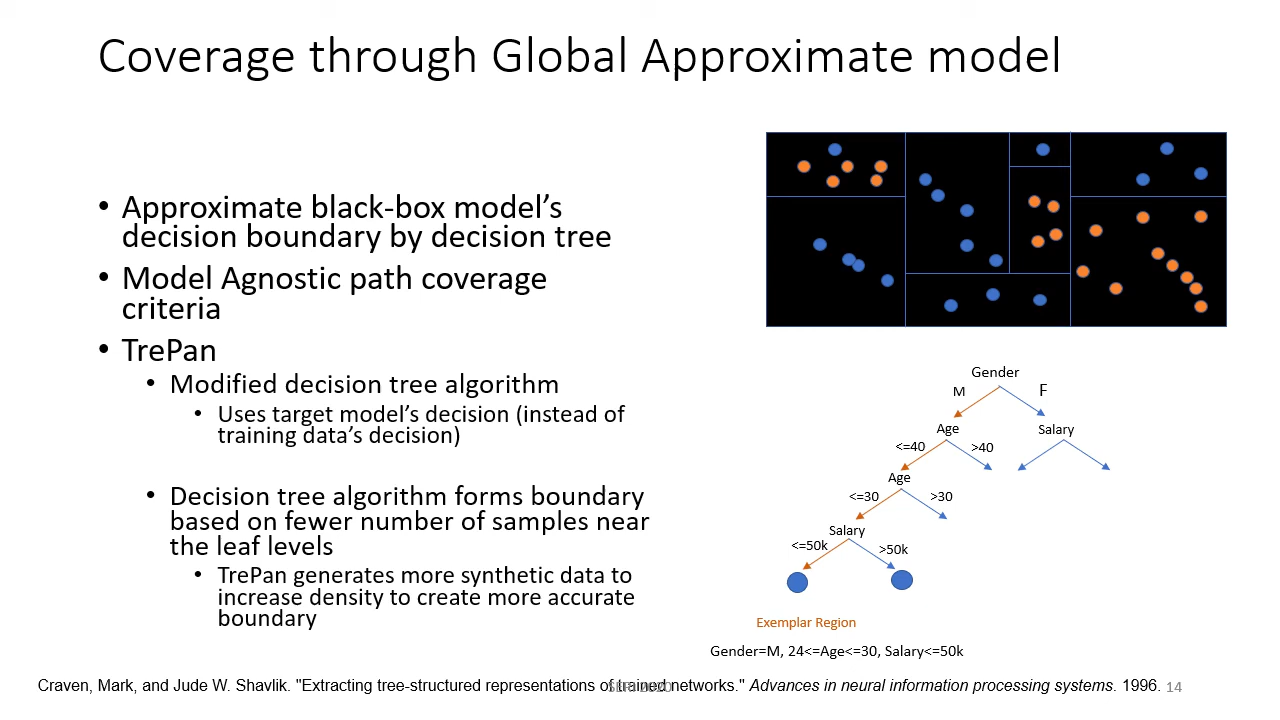 Coverage through Global Approximate model
• Approximate black-box model's
decision boundary by decision tree
• Model Agnostic path coverage
criteria
• TrePan
• Modified decision tree algorithm
• Uses target model's decision (instead of
training data's decision)
• Decision tree algorithm forms boundary
based on fewer number of samples near
the leaf levels
• TrePan generates more synthetic data to
increase density to create more accurate
boundary
Gender
M F
Age Salary
<=40 >40
Age
<=30 >30
Salary
<=50k >50k
Exemplar Region
Gender=M, 24<=Age<=30, Salary<=50k
Craven, Mark, and Jude W. Shavlik. "Extracting tree-structured representations of trained networks." Advances in neural information processing systems. 1996. 14